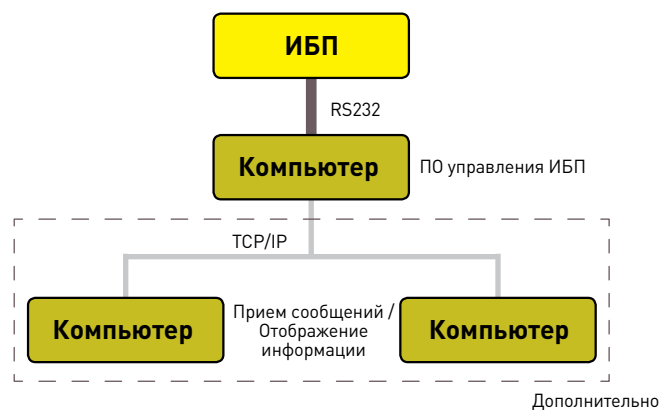 ИБП
RS232
Компьютер
ПО управления ИБП
TCP/IP
Компьютер
Прием сообщений /
Отображение
информации
Компьютер
Дополнительно